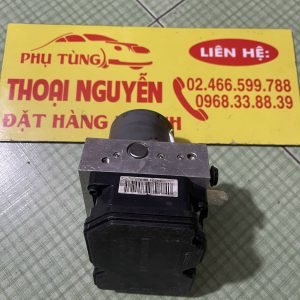 PHỤ TÙNG
LIÊN HỆ:
THOẠI NGUYỄN
02.466.599.788
0968.33.88.39
ĐẶT HÀNG